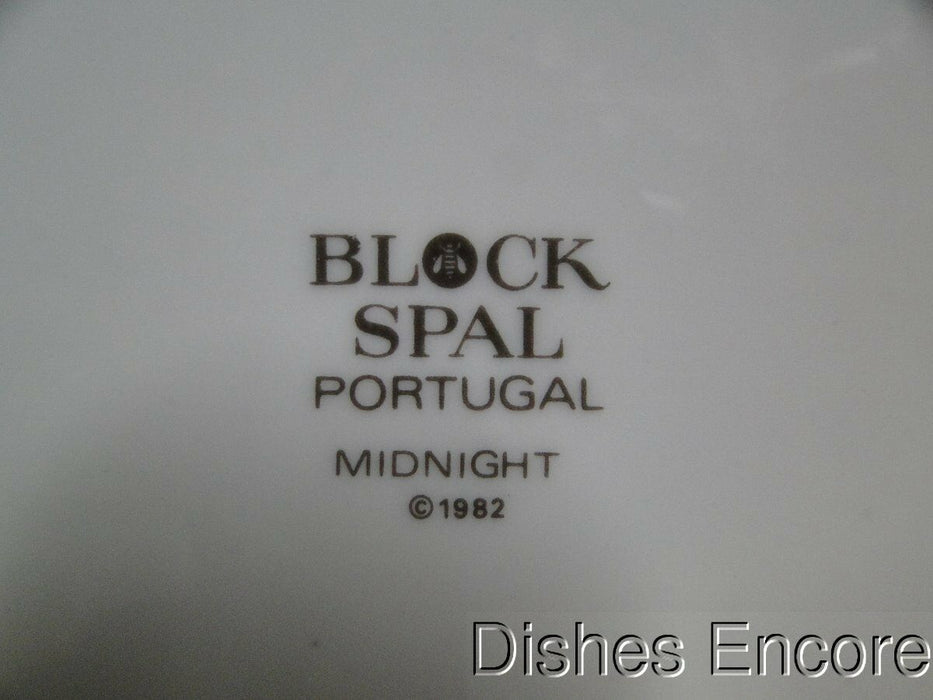 BLOCK
SPAL
PORTUGAL
MIDNIGHT
©1982
Dishes Encore